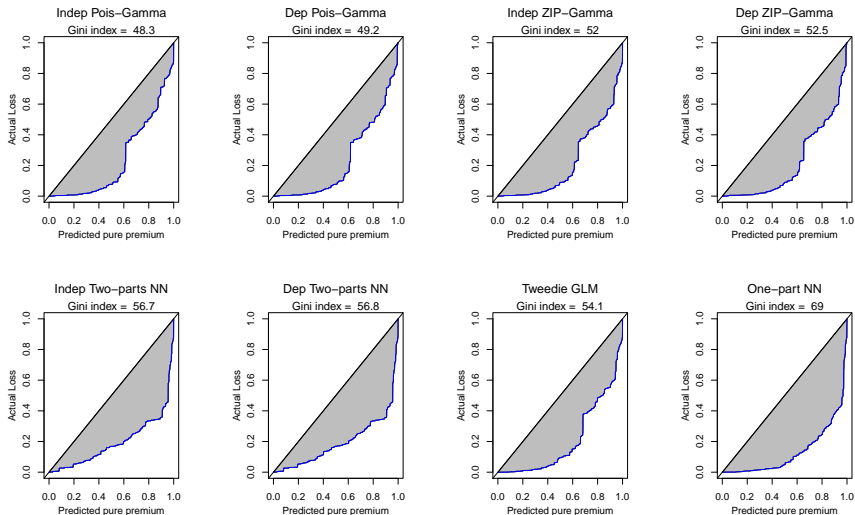 Indep Pois−Gamma
Gini index = 48.3
Actual Loss
0.0 0.2 0.4 0.6 0.8 1.0
0.0 0.2 0.4 0.6 0.8 1.0
Predicted pure premium
Dep Pois−Gamma
Gini index = 49.2
Actual Loss
0.0 0.2 0.4 0.6 0.8 1.0
0.0 0.2 0.4 0.6 0.8 1.0
Predicted pure premium
Indep ZIP−Gamma
Gini index = 52
Actual Loss
0.0 0.2 0.4 0.6 0.8 1.0
0.0 0.2 0.4 0.6 0.8 1.0
Predicted pure premium
Dep ZIP−Gamma
Gini index = 52.5
Actual Loss
0.0 0.2 0.4 0.6 0.8 1.0
0.0 0.2 0.4 0.6 0.8 1.0
Predicted pure premium
Indep Two−parts NN
Gini index = 56.7
Actual Loss
0.0 0.2 0.4 0.6 0.8 1.0
0.0 0.2 0.4 0.6 0.8 1.0
Predicted pure premium
Dep Two−parts NN
Gini index = 56.8
Actual Loss
0.0 0.2 0.4 0.6 0.8 1.0
0.0 0.2 0.4 0.6 0.8 1.0
Predicted pure premium
Tweedie GLM
Gini index = 54.1
Actual Loss
0.0 0.2 0.4 0.6 0.8 1.0
0.0 0.2 0.4 0.6 0.8 1.0
Predicted pure premium
One−part NN
Gini index = 69
Actual Loss
0.0 0.2 0.4 0.6 0.8 1.0
0.0 0.2 0.4 0.6 0.8 1.0
Predicted pure premium